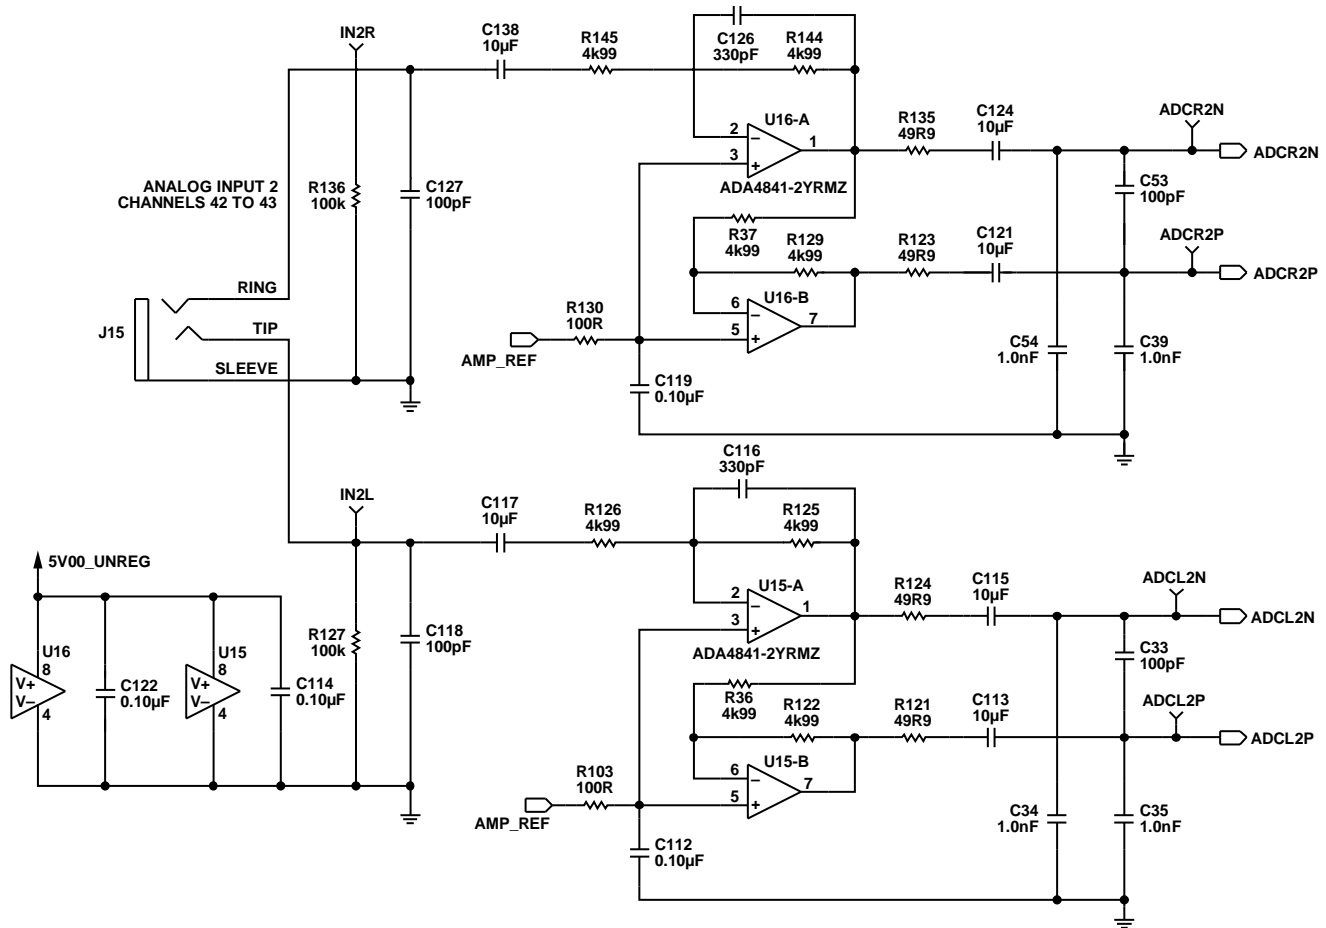 IN2R
C138
10µF
R145
4k99
C126
330pF
R144
4k99
U16-A
2
3
1
ADA4841-2YRMZ
R135
49R9
C124
10µF
ADCR2N
ADCR2N
ANALOG INPUT 2
CHANNELS 42 TO 43
R136
100k
C127
100pF
C53
100pF
R37
4k99
R129
4k99
R123
49R9
C121
10µF
ADCR2P
ADCR2P
RING
J15
TIP
SLEEVE
U16-B
6
5
7
R130
100R
AMP_REF
C119
0.10µF
C54
1.0nF
C39
1.0nF
C116
330pF
IN2L
C117
10µF
R126
4k99
R125
4k99
5V00_UNREG
U15-A
2
3
1
ADA4841-2YRMZ
R124
49R9
C115
10µF
ADCL2N
ADCL2N
R127
100k
C118
100pF
C33
100pF
U16
8
V+
V−
4
C122
0.10µF
U15
8
V+
V−
4
C114
0.10µF
R36
4k99
R122
4k99
R121
49R9
C113
10µF
ADCL2P
ADCL2P
U15-B
6
5
7
R103
100R
AMP_REF
C112
0.10µF
C34
1.0nF
C35
1.0nF